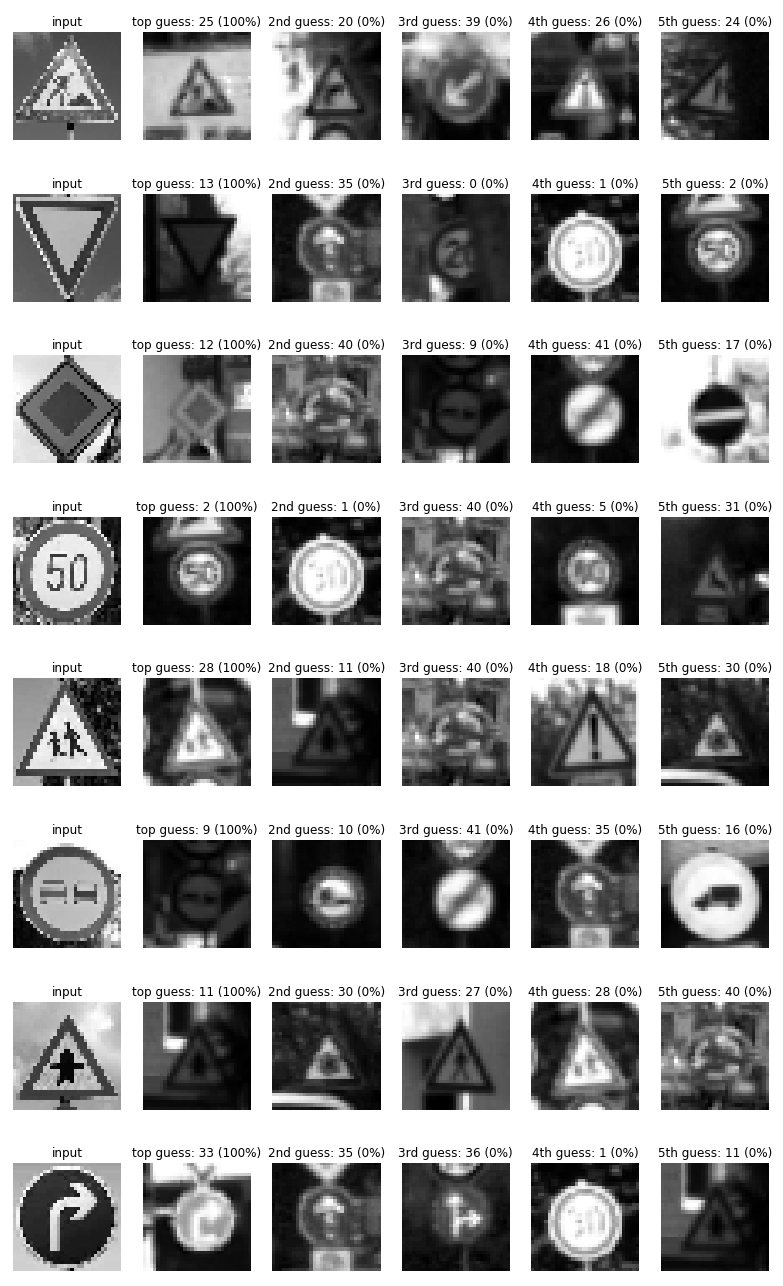 input top guess: 25 (100%) 2nd guess: 20 (0%) 3rd guess: 39 (0%) 4th guess: 26 (0%) 5th guess: 24 (0%)
input top guess: 13 (100%) 2nd guess: 35 (0%) 3rd guess: 0 (0%) 4th guess: 1 (0%) 5th guess: 2 (0%)
30 50
input top guess: 12 (100%) 2nd guess: 40 (0%) 3rd guess: 9 (0%) 4th guess: 41 (0%) 5th guess: 17 (0%)
input top guess: 2 (100%) 2nd guess: 1 (0%) 3rd guess: 40 (0%) 4th guess: 5 (0%) 5th guess: 31 (0%)
50 50 30
input top guess: 28 (100%) 2nd guess: 11 (0%) 3rd guess: 40 (0%) 4th guess: 18 (0%) 5th guess: 30 (0%)
input top guess: 9 (100%) 2nd guess: 10 (0%) 3rd guess: 41 (0%) 4th guess: 35 (0%) 5th guess: 16 (0%)
input top guess: 11 (100%) 2nd guess: 30 (0%) 3rd guess: 27 (0%) 4th guess: 28 (0%) 5th guess: 40 (0%)
input top guess: 33 (100%) 2nd guess: 35 (0%) 3rd guess: 36 (0%) 4th guess: 1 (0%) 5th guess: 11 (0%)
30